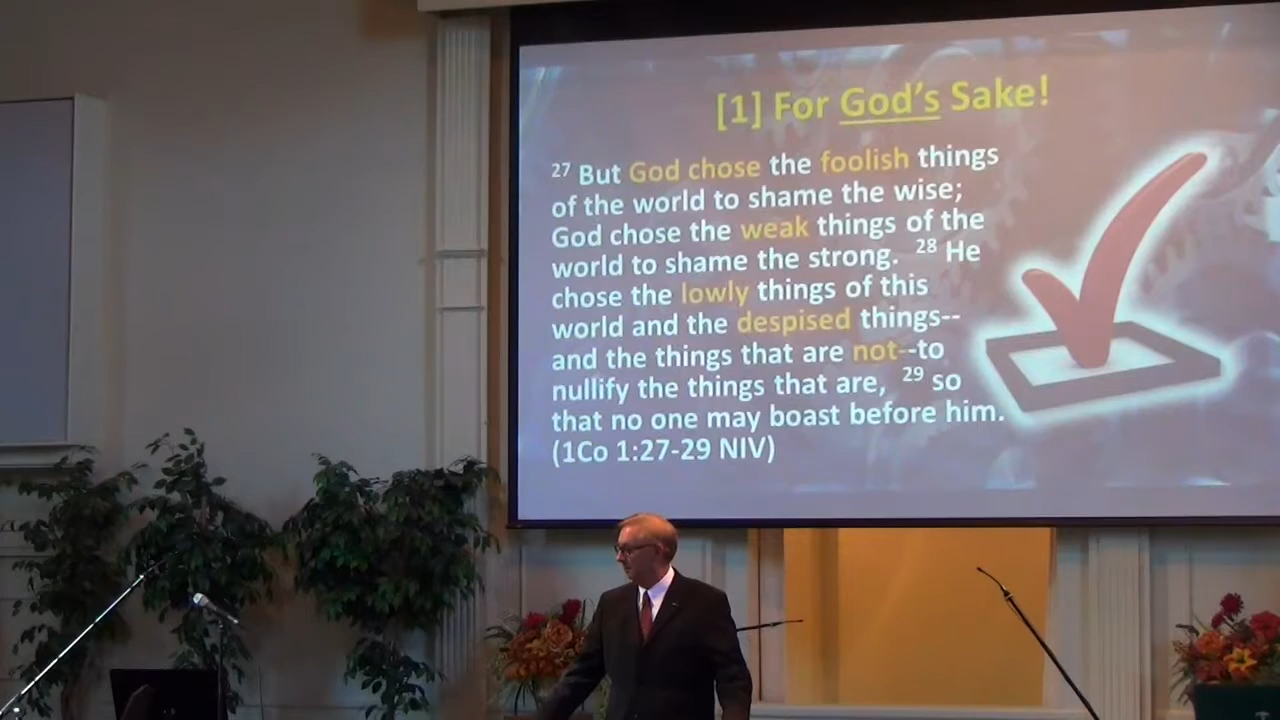 [1] For God's Sake!
27 But God chose the foolish things
of the world to shame the wise;
God chose the weak things of the
world to shame the strong. 28 He
chose the lowly things of this
world and the despised things--
and the things that are not--to
nullify the things that are, 29 so
that no one may boast before him.
(1Co 1:27-29 NIV)